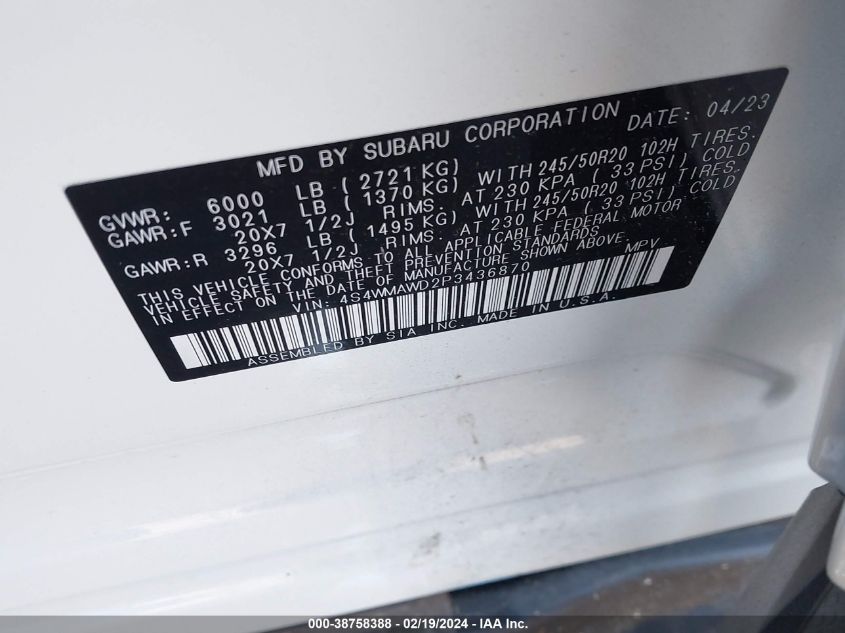 MFD BY SUBARU CORPORATION DATE: 04/23
GVWR: 6000 LB ( 2721 KG)
GAWR:F 3021 LB ( 1370 KG) WITH 245/50R20 102H TIRES.
20X7 1/2J RIMS. AT 230 KPA ( 33 PSI) COLD
GAWR:R 3296 LB ( 1495 KG) WITH 245/50R20 102H TIRES.
20X7 1/2J RIMS. AT 230 KPA ( 33 PSI) COLD
THIS VEHICLE CONFORMS TO ALL APPLICABLE FEDERAL MOTOR
VEHICLE SAFETY AND THEFT PREVENTION STANDARDS
IN EFFECT ON THE DATE OF MANUFACTURE SHOWN ABOVE
VIN: 4S4WMAWD2P3436870 MPV
ASSEMBLED BY SIA INC. MADE IN U.S.A.
000-38758388 - 02/19/2024 - IAA Inc.